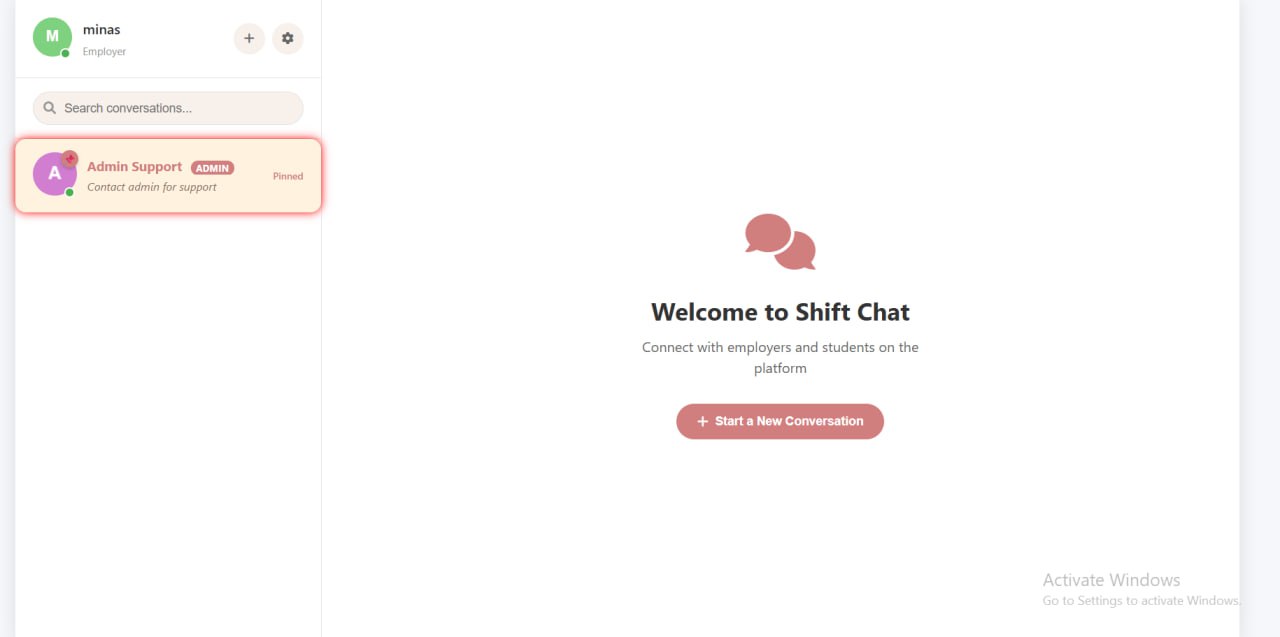 M
minas
Employer
Search conversations...
A
Admin Support ADMIN
Contact admin for support
Pinned
Welcome to Shift Chat
Connect with employers and students on the
platform
Start a New Conversation
Activate Windows
Go to Settings to activate Windows.